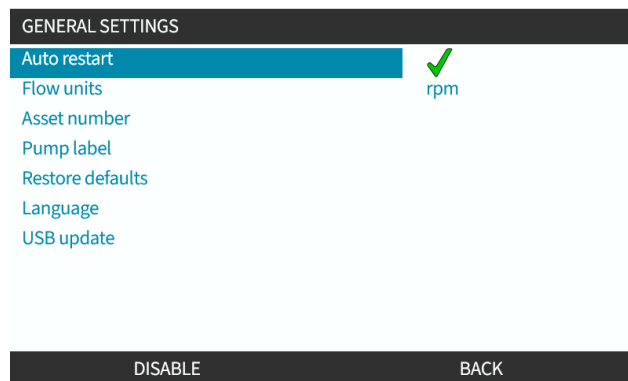 GENERAL SETTINGS
Auto restart
Flow units rpm
Asset number
Pump label
Restore defaults
Language
USB update
DISABLE BACK